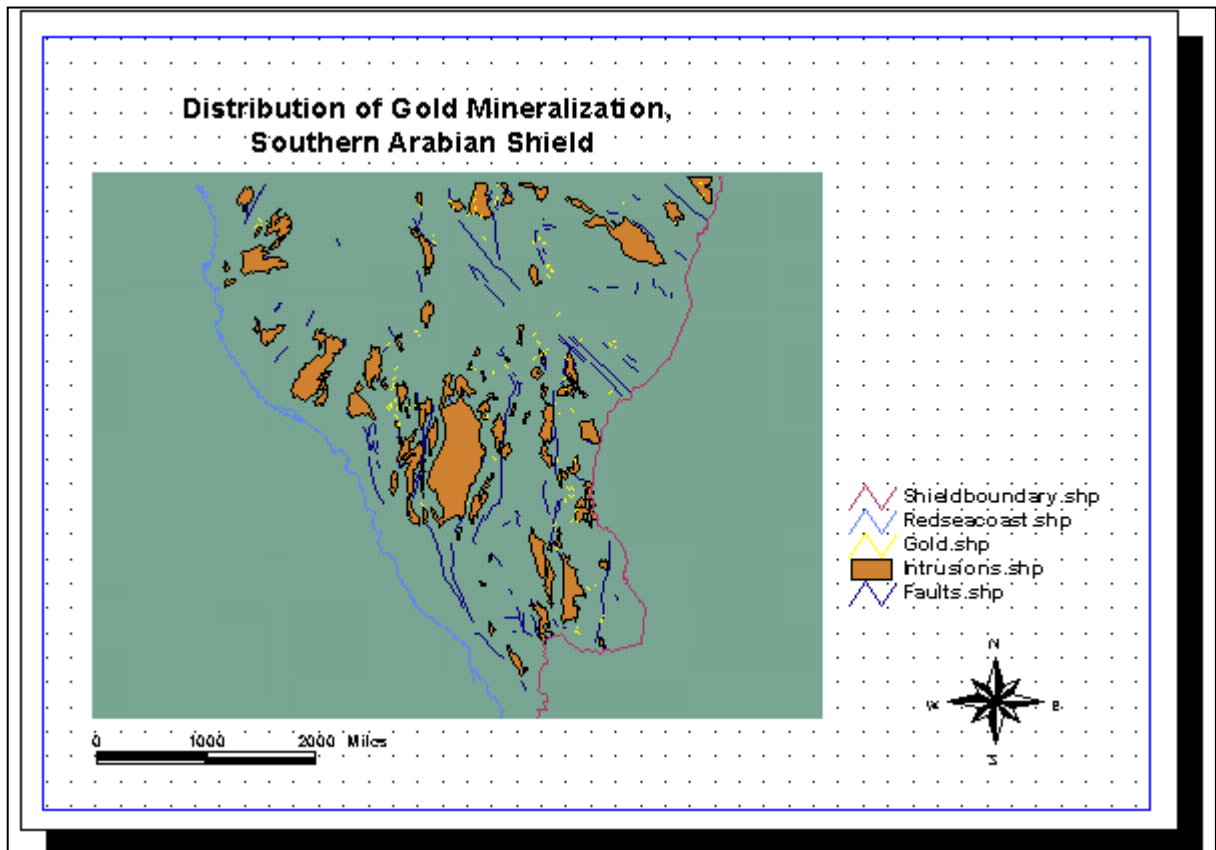 Distribution of Gold Mineralization,
Southern Arabian Shield
Shieldboundary.shp
Redseacoast.shp
Gold.shp
Intrusions.shp
Faults.shp
N
W E
S
0 1000 2000 Miles